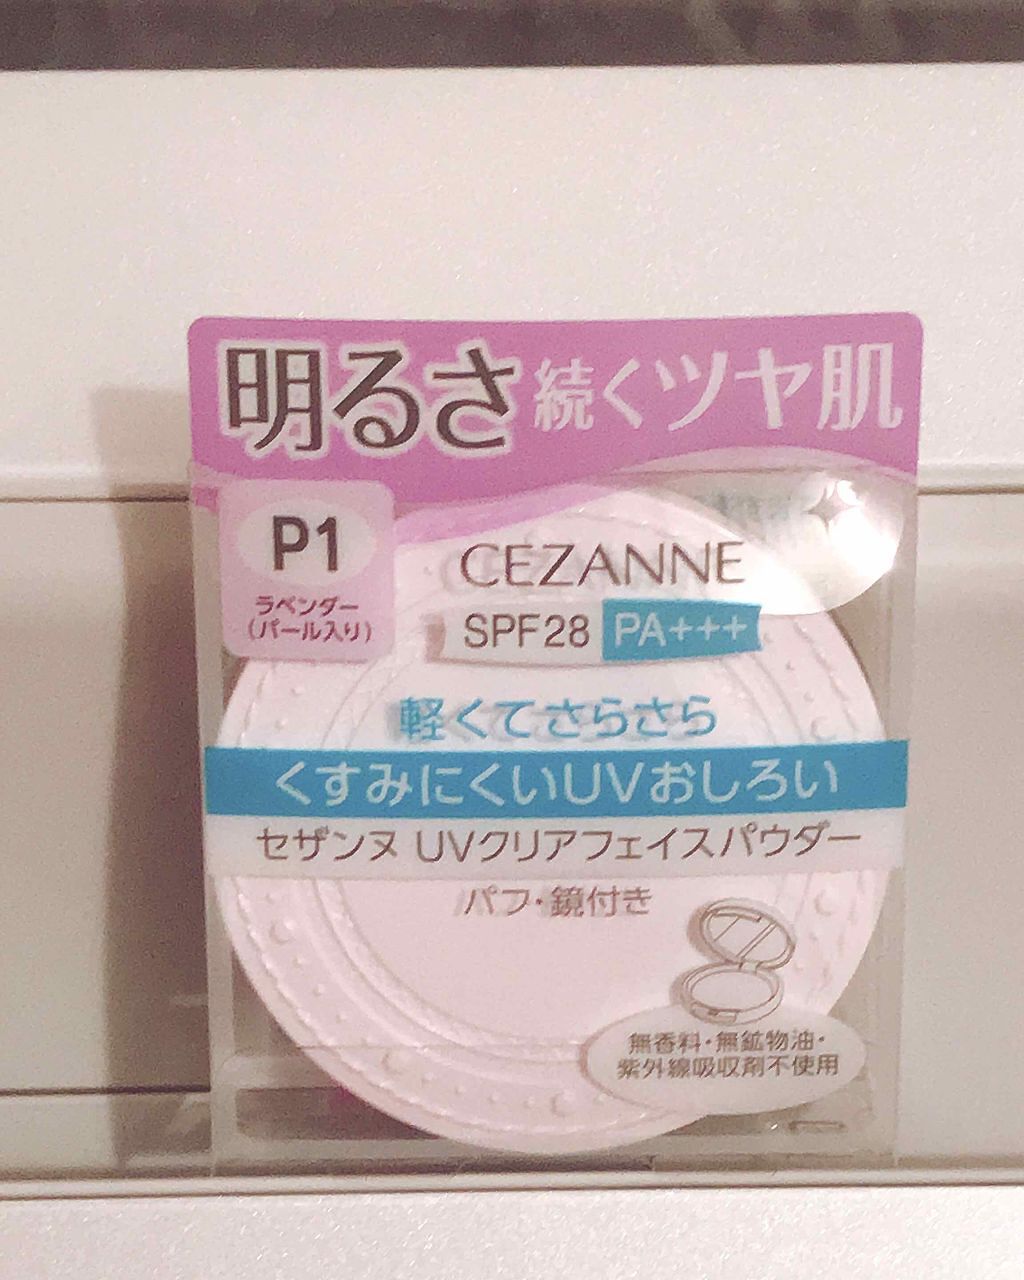 明るさ続くツヤ肌
P1
ラベンダー
(パール入り)
CEZANNE
SPF28 PA+++
軽くてさらさら
くすみにくいUVおしろい
セザンヌ UVクリアフェイスパウダー
パフ・鏡付き
無香料・無鉱物油・
紫外線吸収剤不使用